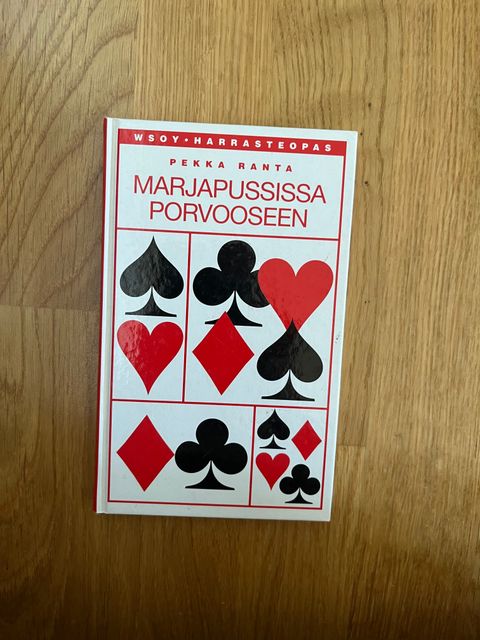 WSOY • HARRASTEOPAS
PEKKA RANTA
MARJAPUSSISSA
PORVOOSEEN